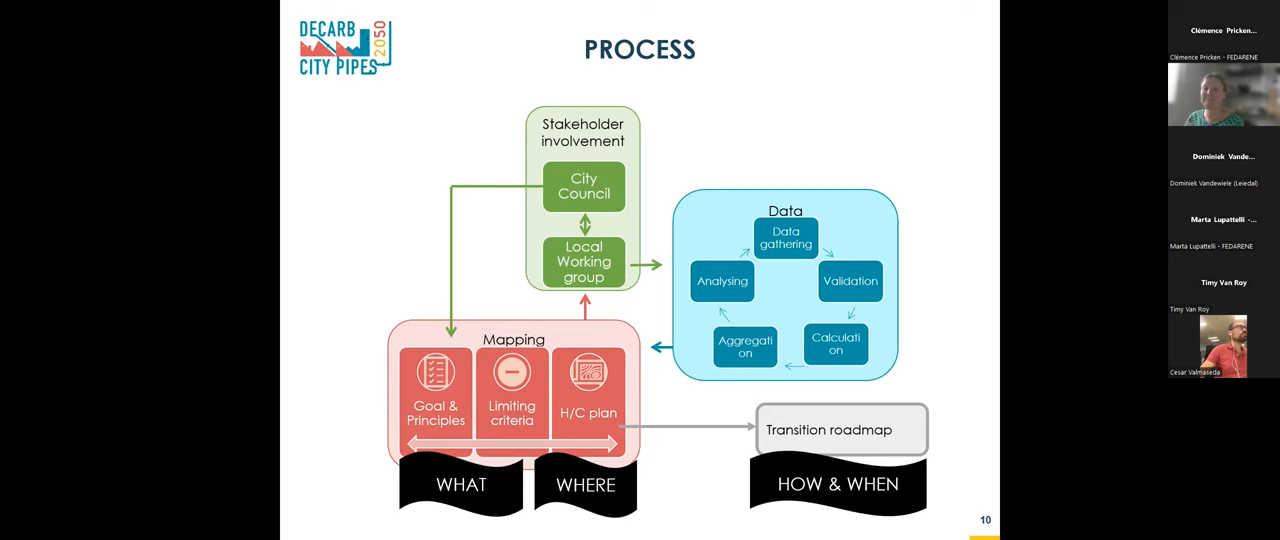 DECARB
CITY PIPES
2050
PROCESS
Stakeholder
involvement
City
Council
Local
Working
group
Data
Data
gathering
Validation
Calculati
on
Aggregati
on
Analysing
Mapping
Goal &
Principles
Limiting
criteria
H/C plan
Transition roadmap
WHAT
WHERE
HOW & WHEN
10
Clémence Pricken...
Clémence Pricken - FEDARENE
Dominiek Vande...
Dominiek Vandewiele (Leiedal)
Marta Lupattelli -...
Marta Lupattelli - FEDARENE
Timy Van Roy
Timy Van Roy
Cesar Valmaseda